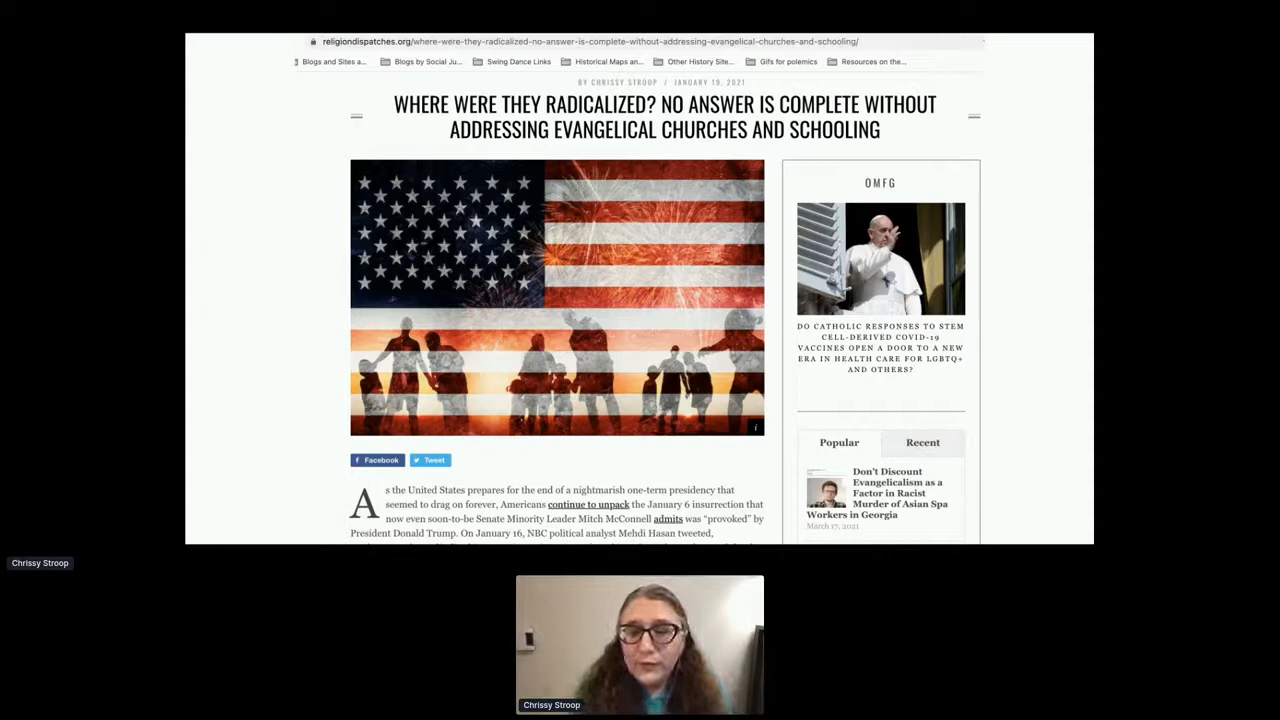 religiondispatches.org/where-were-they-radicalized-no-answer-is-complete-without-addressing-evangelical-churches-and-schooling/
Blogs and Sites a... Blogs by Social Ju... Swing Dance Links Historical Maps an... Other History Site... Gifs for polemics Resources on the...
BY CHRISSY STROOP / JANUARY 19, 2021
WHERE WERE THEY RADICALIZED? NO ANSWER IS COMPLETE WITHOUT
ADDRESSING EVANGELICAL CHURCHES AND SCHOOLING
Facebook Tweet
As the United States prepares for the end of a nightmarish one-term presidency that
seemed to drag on forever, Americans continue to unpack the January 6 insurrection that
now even soon-to-be Senate Minority Leader Mitch McConnell admits was “provoked” by
President Donald Trump. On January 16, NBC political analyst Mehdi Hasan tweeted,
OMFG
DO CATHOLIC RESPONSES TO STEM
CELL-DERIVED COVID-19
VACCINES OPEN A DOOR TO A NEW
ERA IN HEALTH CARE FOR LGBTQ+
AND OTHERS?
Popular Recent
Don’t Discount
Evangelicalism as a
Factor in Racist
Murder of Asian Spa
Workers in Georgia
March 17, 2021
Chrissy Stroop
Chrissy Stroop